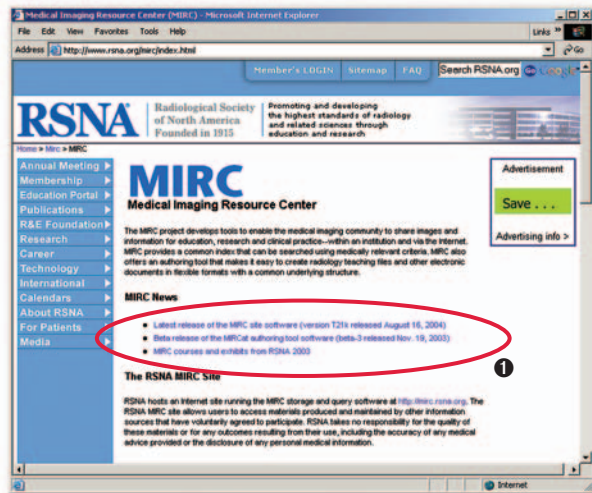 Medical Imaging Resource Center (MIRC) - Microsoft Internet Explorer
File Edit View Favorites Tools Help
Links »
Address http://www.rsna.org/mirc/index.html
Go
Member's LOGIN Sitemap FAQ Search RSNA.org Google
RSNA
Radiological Society
of North America
Founded in 1915
Promoting and developing
the highest standards of radiology
and related sciences through
education and research
Home > Mirc > MIRC
Annual Meeting
Membership
Education Portal
Publications
R&E Foundation
Research
Career
Technology
International
Calendars
About RSNA
For Patients
Media
MIRC
Medical Imaging Resource Center
The MIRC project develops tools to enable the medical imaging community to share images and
information for education, research and clinical practice--within an institution and via the Internet.
MIRC provides a common index that can be searched using medically relevant criteria. MIRC also
offers an authoring tool that makes it easy to create radiology teaching files and other electronic
documents in flexible formats with a common underlying structure.
MIRC News
Latest release of the MIRC site software (version released August 16, 2004)
Beta release of the MIRCat authoring tool software (beta-3 released Nov. 19, 2003)
MIRC courses and exhibits from RSNA 2003
The RSNA MIRC Site
RSNA hosts an Internet site running the MIRC storage and query software at http://mirc.rsna.org. The
RSNA MIRC site allows users to access materials produced and maintained by other information
sources that have voluntarily agreed to participate. RSNA takes no responsibility for the quality of
these materials or for any outcomes resulting from their use, including the accuracy of any medical
advice provided or the disclosure of any personal medical information.
Advertisement
Save . . .
Advertising info >
1
Internet